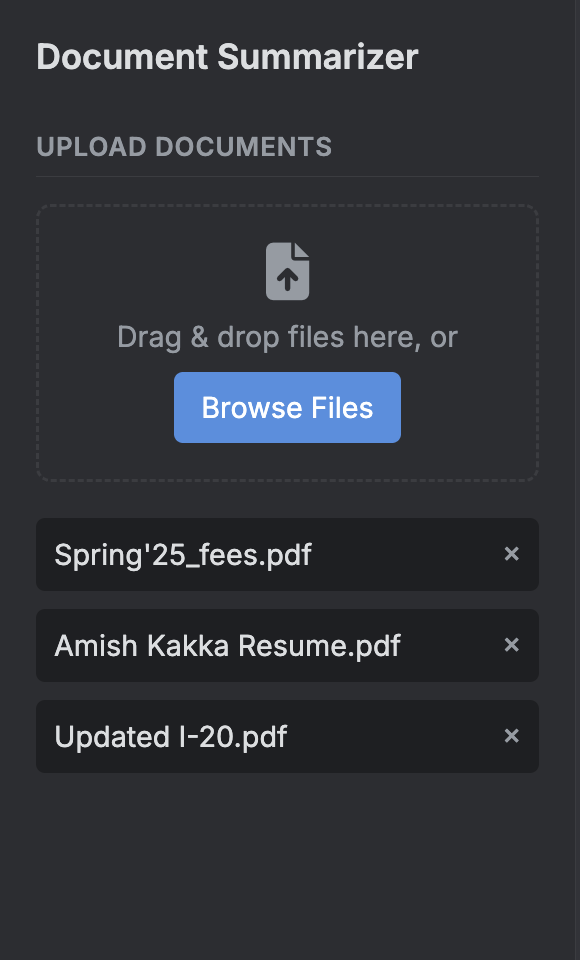 Document Summarizer
UPLOAD DOCUMENTS
Drag & drop files here, or
Browse Files
Spring'25_fees.pdf ×
Amish Kakka Resume.pdf ×
Updated I-20.pdf ×